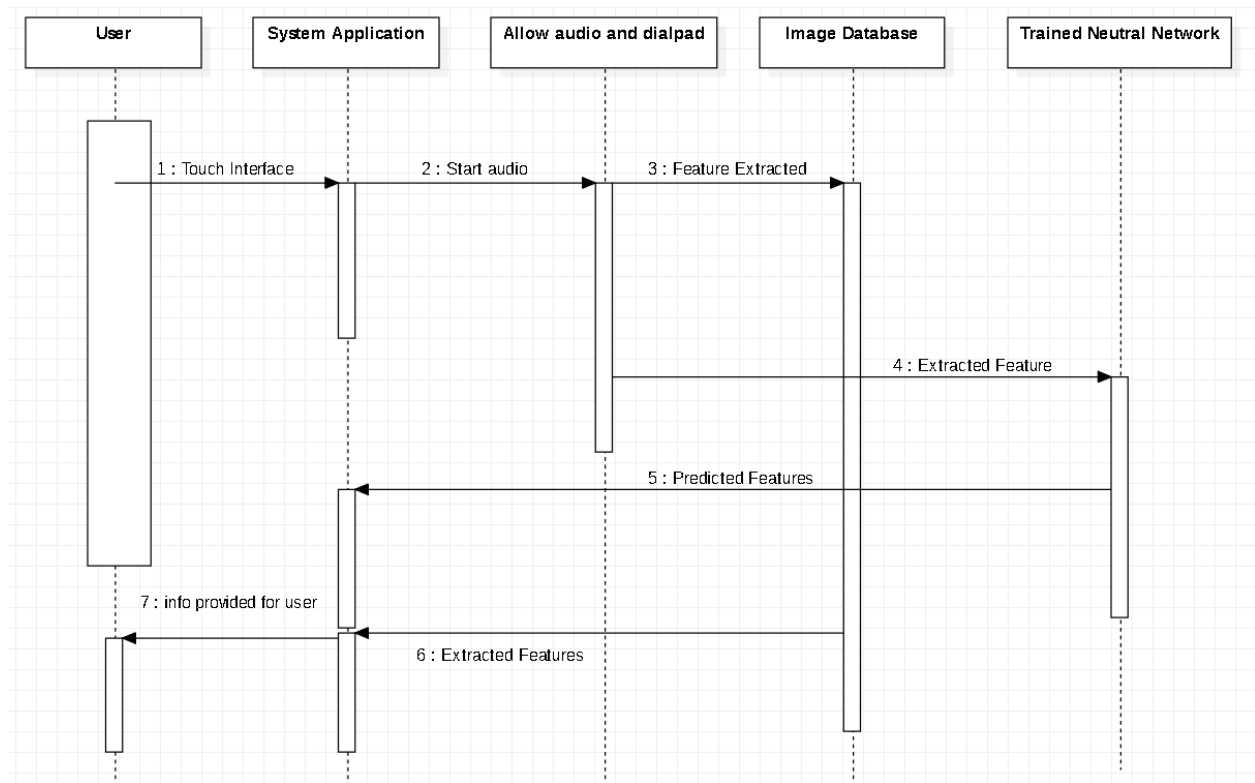 User
System Application
Allow audio and dialpad
Image Database
Trained Neutral Network
1 : Touch Interface
2 : Start audio
3 : Feature Extracted
4 : Extracted Feature
5 : Predicted Features
7 : info provided for user
6 : Extracted Features